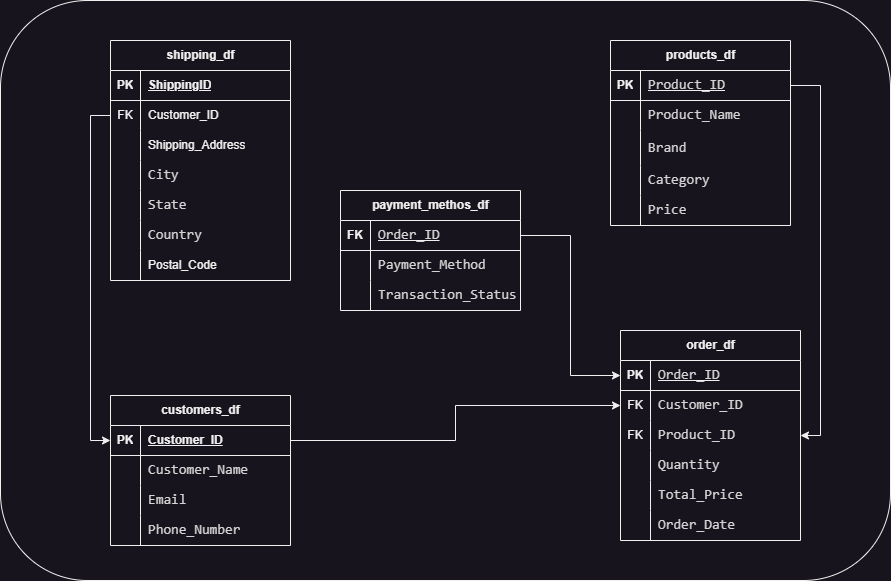 shipping_df
PK ShippingID
FK Customer_ID
Shipping_Address
City
State
Country
Postal_Code
products_df
PK Product_ID
Product_Name
Brand
Category
Price
payment_methos_df
FK Order_ID
Payment_Method
Transaction_Status
order_df
PK Order_ID
FK Customer_ID
FK Product_ID
Quantity
Total_Price
Order_Date
customers_df
PK Customer_ID
Customer_Name
Email
Phone_Number